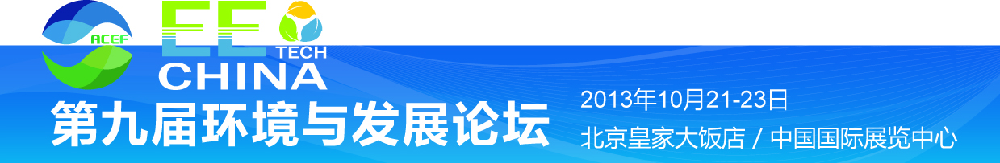 ACEF
EE
TECH
CHINA
第九届环境与发展论坛
2013年10月21-23日
北京皇家大饭店 / 中国国际展览中心